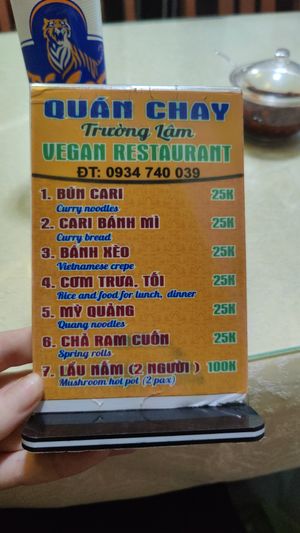 QUÁN CHAY
Trường Lâm
VEGAN RESTAURANT
ĐT: 0934 740 039
1. BÚN CARI 25K
Curry noodles
2. CARI BÁNH MÌ 25K
Curry bread
3. BÁNH XÈO 25K
Vietnamese crepe
4. CƠM TRƯA, TỐI 25K
Rice and food for lunch, dinner
5. MỲ QUẢNG 25K
Quang noodles
6. CHẢ RAM CUỐN 25K
Spring rolls
7. LẨU NẤM (2 NGƯỜI) 100K
Mushroom hot pot (2 pax)